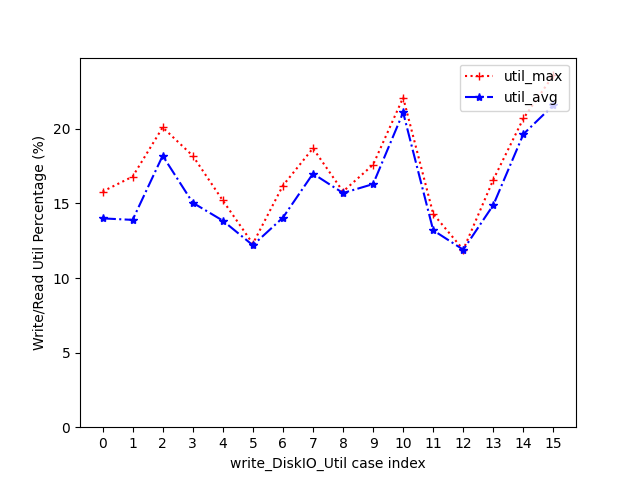 util_max
util_avg
20
15
10
5
0
Write/Read Util Percentage (%)
0 1 2 3 4 5 6 7 8 9 10 11 12 13 14 15
write_DiskIO_Util case index